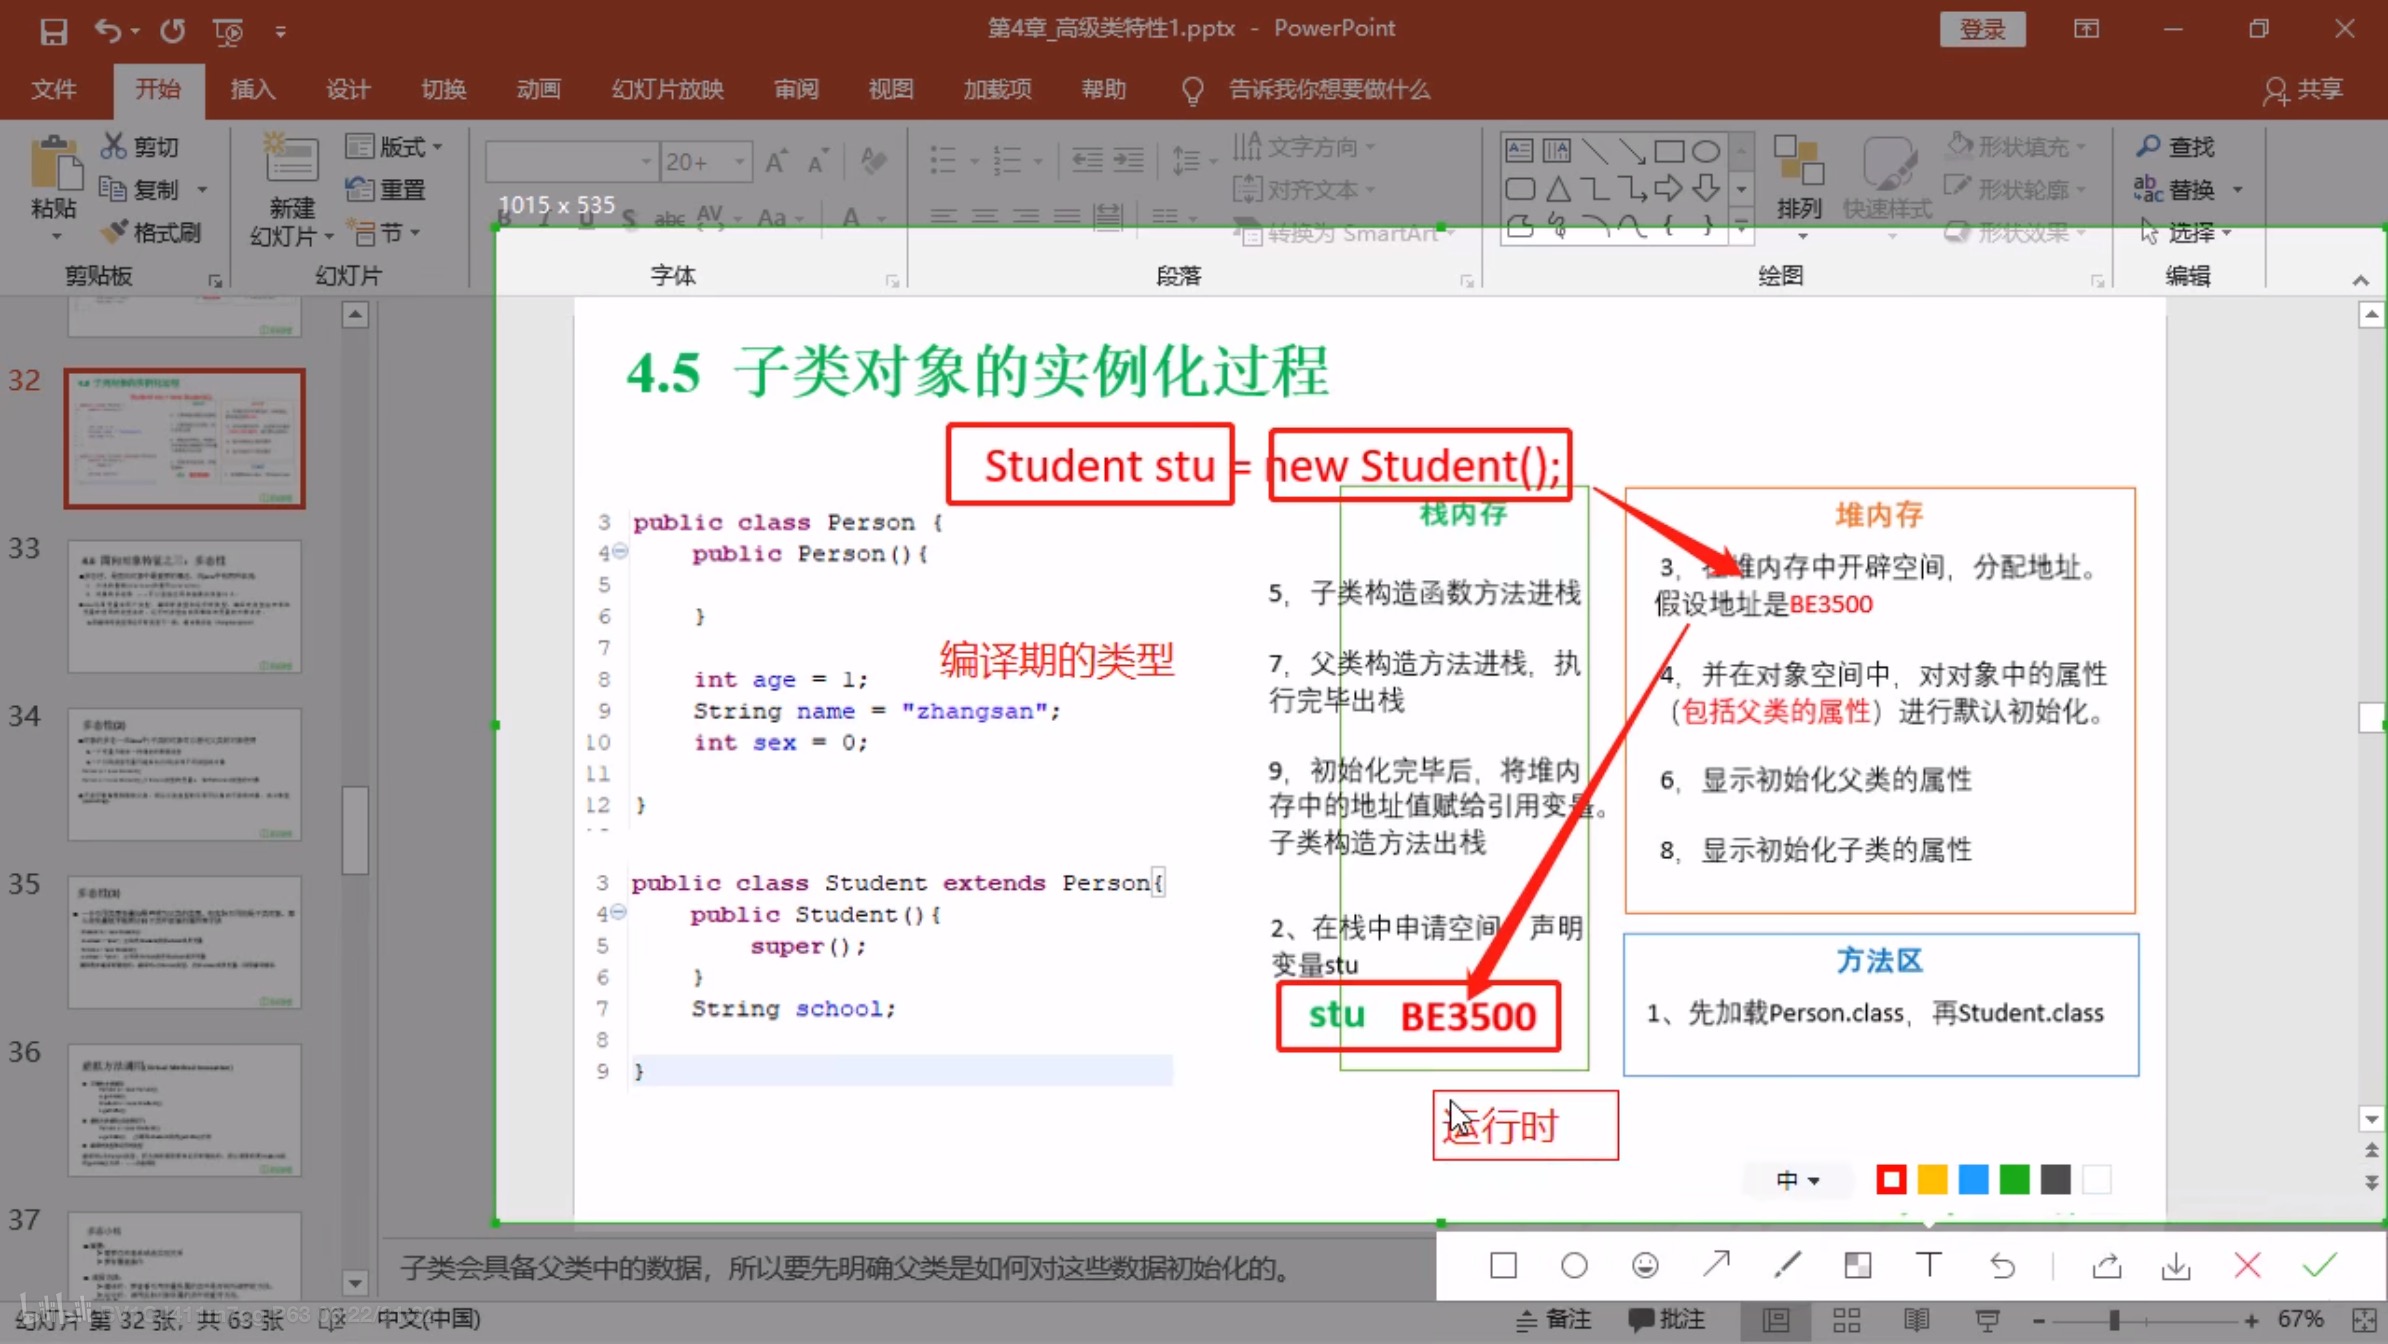 第4章_高级类特性1.pptx - PowerPoint
登录
文件 开始 插入 设计 切换 动画 幻灯片放映 审阅 视图 加载项 帮助 告诉我你想要做什么 共享
粘贴
剪切
复制
格式刷
剪贴板
新建
幻灯片
版式
重置
节
幻灯片
20+
1015 x 535
字体
文字方向
对齐文本
转换为 SmartArt
段落
排列
快速样式
形状填充
形状轮廓
形状效果
绘图
查找
替换
选择
编辑
32
33
34
35
36
37
4.5 子类对象的实例化过程
Student stu = new Student();
3 public class Person {
4 public Person(){
5
6 }
7
8 int age = 1;
9 String name = "zhangsan";
10 int sex = 0;
11
12 }
编译期的类型
3 public class Student extends Person{
4 public Student(){
5 super();
6 }
7 String school;
8
9 }
栈内存
5，子类构造函数方法进栈
7，父类构造方法进栈，执
行完毕出栈
9，初始化完毕后，将堆内
存中的地址值赋给引用变量。
子类构造方法出栈
2、在栈中申请空间，声明
变量stu
stu BE3500
运行时
堆内存
3，在堆内存中开辟空间，分配地址。
假设地址是BE3500
4，并在对象空间中，对对象中的属性
（包括父类的属性）进行默认初始化。
6，显示初始化父类的属性
8，显示初始化子类的属性
方法区
1、先加载Person.class，再Student.class
中
子类会具备父类中的数据，所以要先明确父类是如何对这些数据初始化的。
幻灯片 第 32 张，共 63 张 中文(中国)
备注 批注 67%